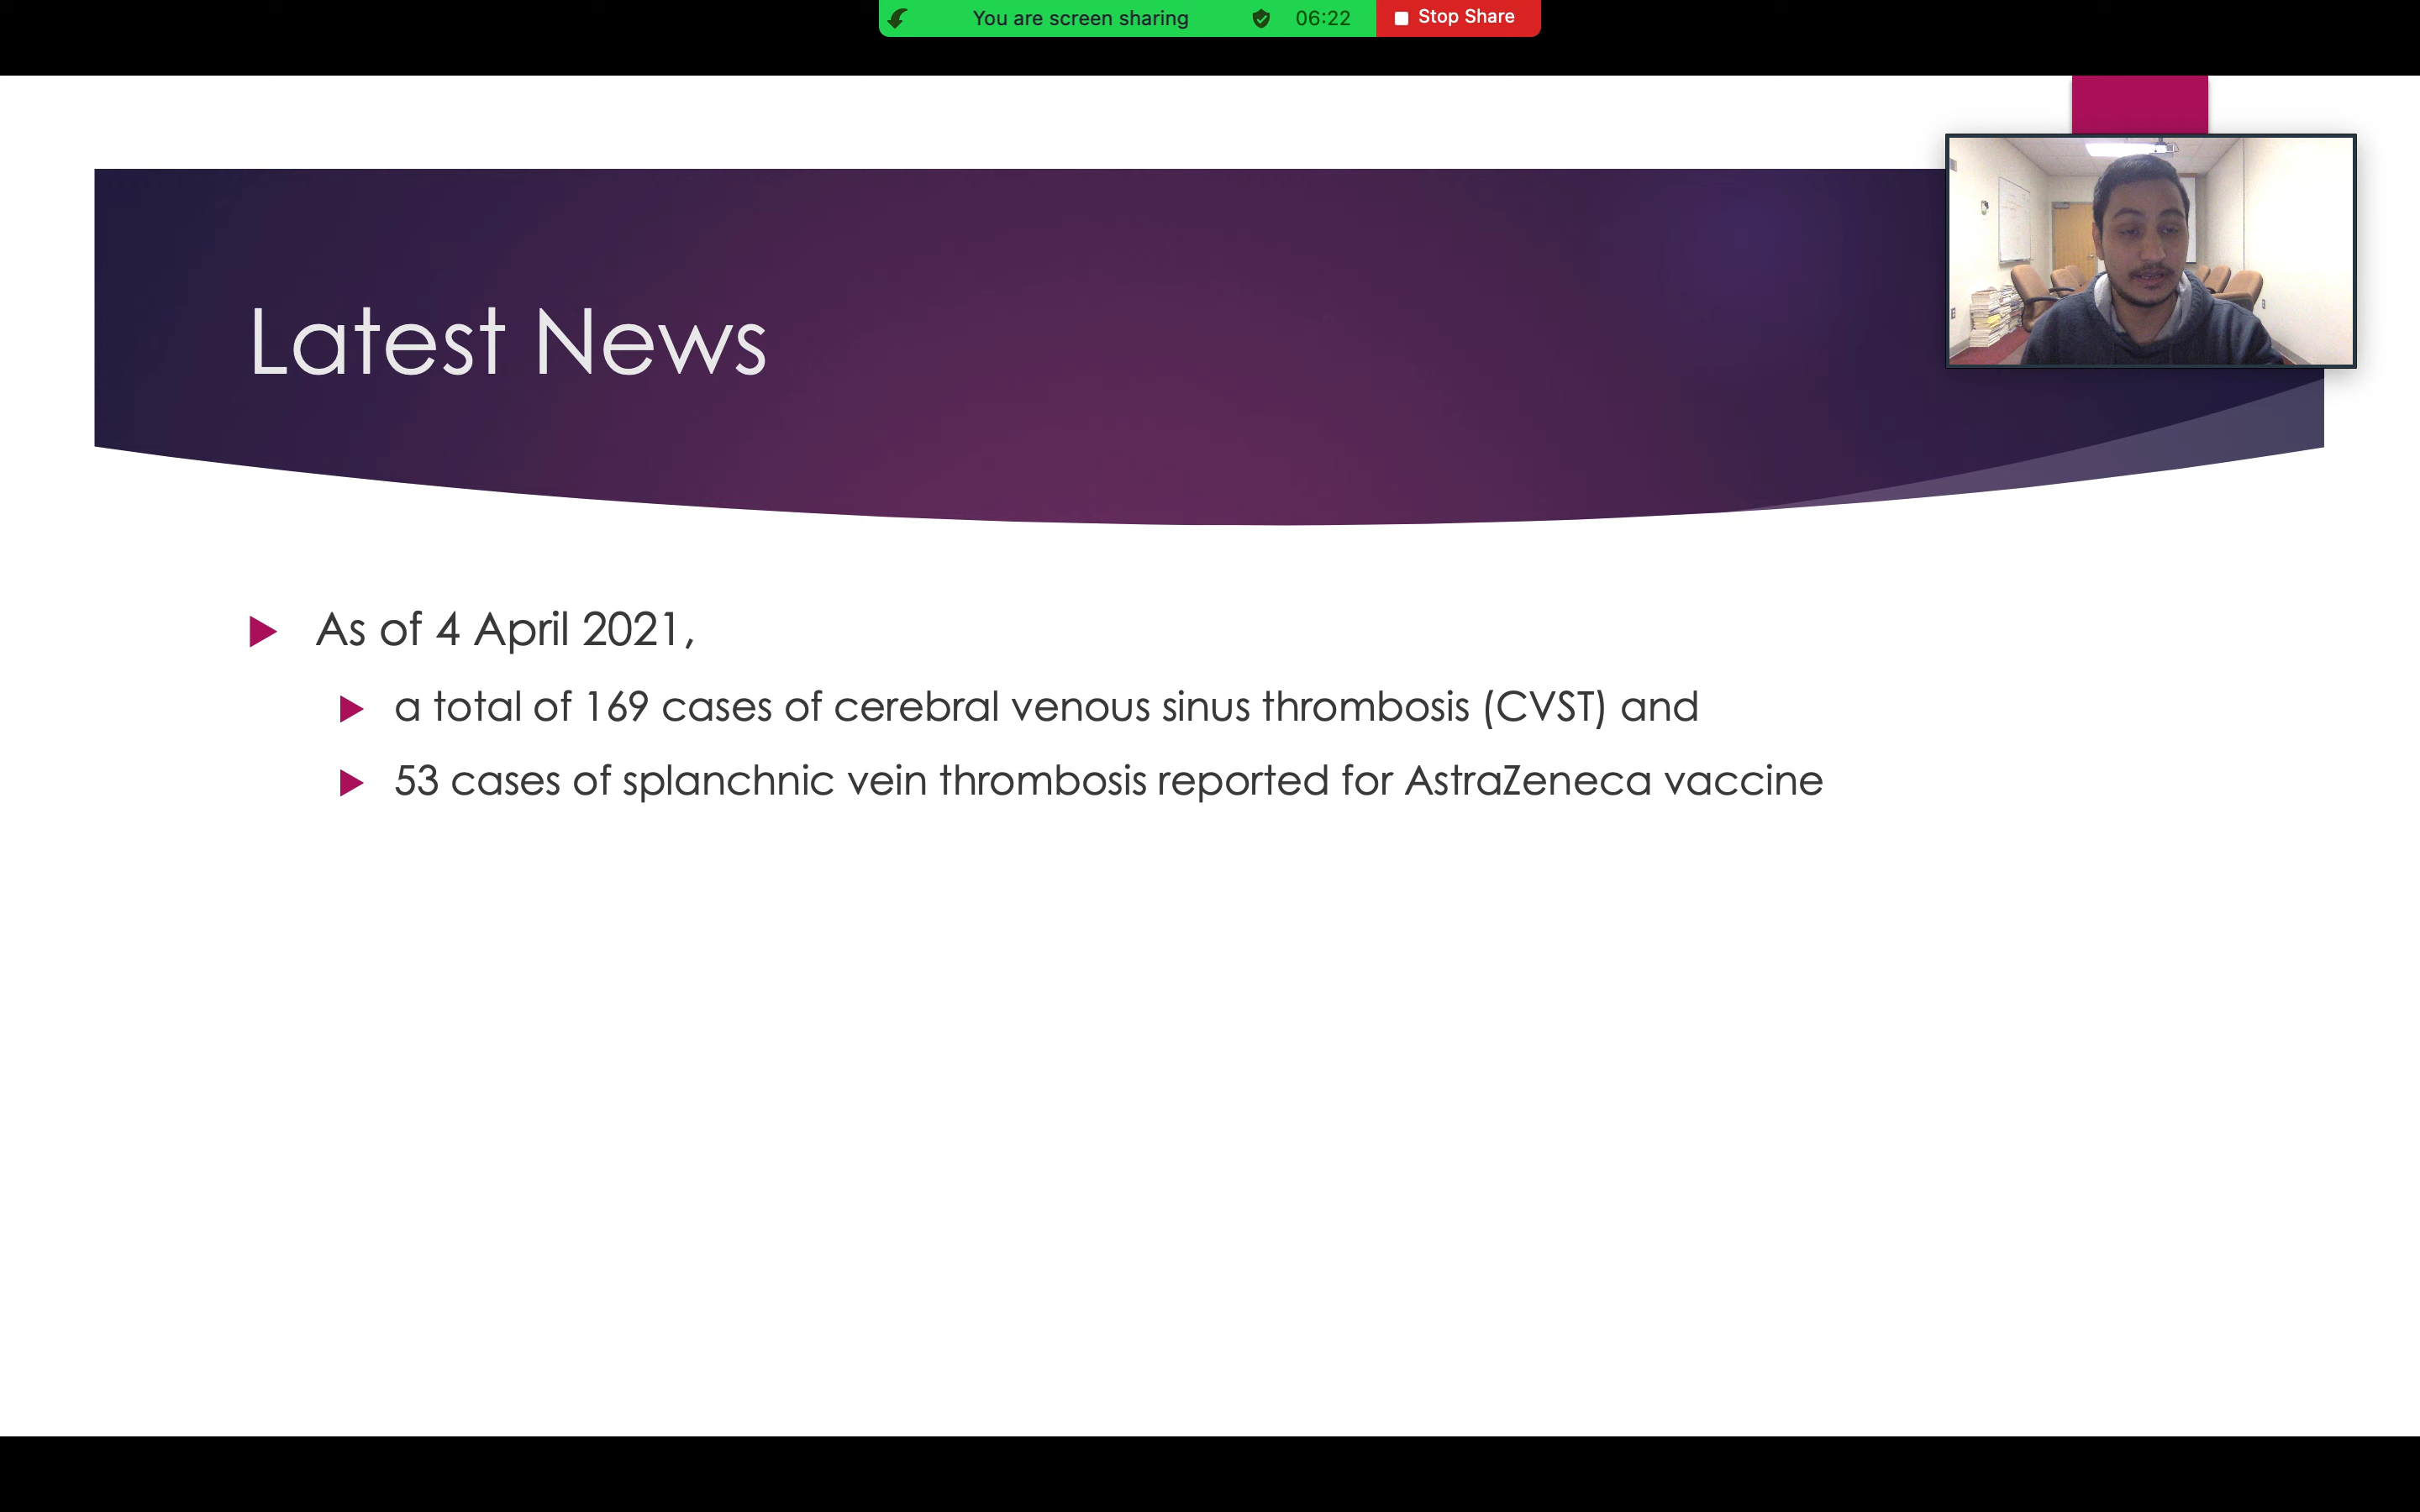 You are screen sharing 06:22 Stop Share
Latest News
As of 4 April 2021,
a total of 169 cases of cerebral venous sinus thrombosis (CVST) and
53 cases of splanchnic vein thrombosis reported for AstraZeneca vaccine